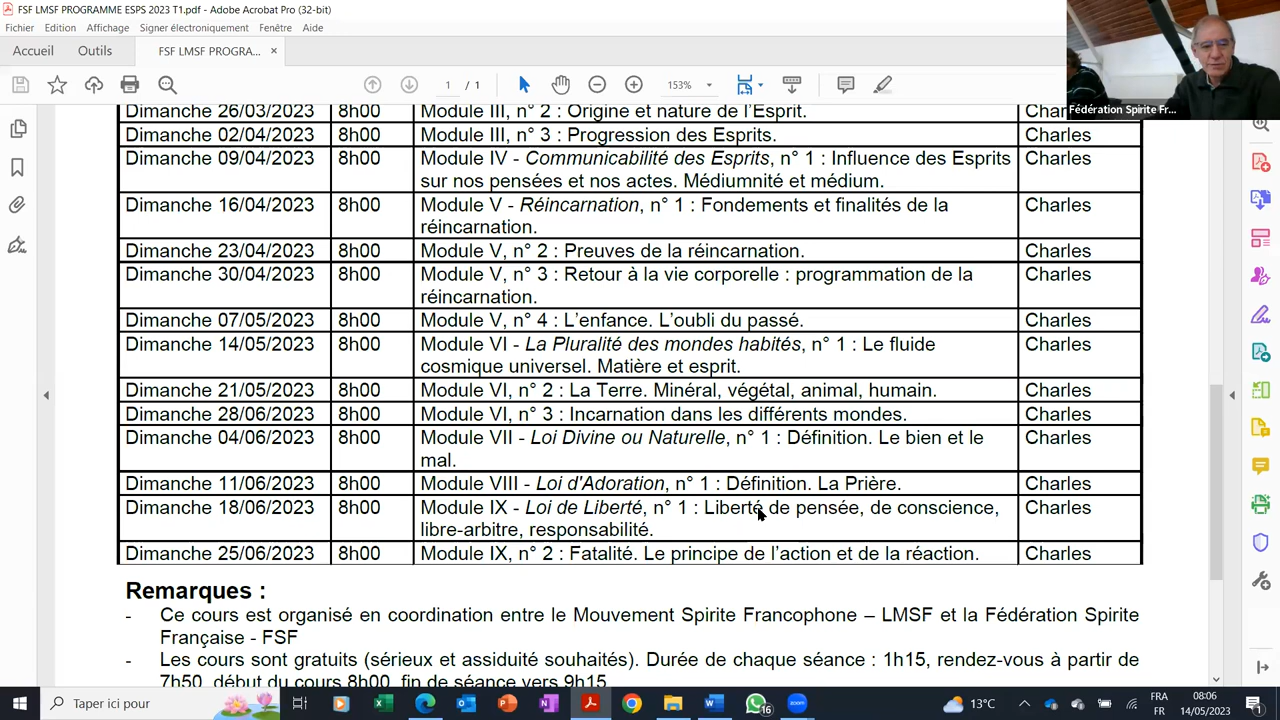 FSF LMSF PROGRAMME ESPS 2023 T1.pdf - Adobe Acrobat Pro (32-bit)
Fichier Edition Affichage Signer électroniquement Fenêtre Aide
Accueil Outils FSF LMSF PROGRA... ×
1 / 1 153%
Fédération Spirite Fr...
Dimanche 26/03/2023 8h00 Module III, n° 2 : Origine et nature de l'Esprit.
Dimanche 02/04/2023 8h00 Module III, n° 3 : Progression des Esprits. Charles
Dimanche 09/04/2023 8h00 Module IV - Communicabilité des Esprits, n° 1 : Influence des Esprits Charles
sur nos pensées et nos actes. Médiumnité et médium.
Dimanche 16/04/2023 8h00 Module V - Réincarnation, n° 1 : Fondements et finalités de la Charles
réincarnation.
Dimanche 23/04/2023 8h00 Module V, n° 2 : Preuves de la réincarnation. Charles
Dimanche 30/04/2023 8h00 Module V, n° 3 : Retour à la vie corporelle : programmation de la Charles
réincarnation.
Dimanche 07/05/2023 8h00 Module V, n° 4 : L'enfance. L'oubli du passé. Charles
Dimanche 14/05/2023 8h00 Module VI - La Pluralité des mondes habités, n° 1 : Le fluide Charles
cosmique universel. Matière et esprit.
Dimanche 21/05/2023 8h00 Module VI, n° 2 : La Terre. Minéral, végétal, animal, humain. Charles
Dimanche 28/06/2023 8h00 Module VI, n° 3 : Incarnation dans les différents mondes. Charles
Dimanche 04/06/2023 8h00 Module VII - Loi Divine ou Naturelle, n° 1 : Définition. Le bien et le Charles
mal.
Dimanche 11/06/2023 8h00 Module VIII - Loi d'Adoration, n° 1 : Définition. La Prière. Charles
Dimanche 18/06/2023 8h00 Module IX - Loi de Liberté, n° 1 : Liberté de pensée, de conscience, Charles
libre-arbitre, responsabilité.
Dimanche 25/06/2023 8h00 Module IX, n° 2 : Fatalité. Le principe de l'action et de la réaction. Charles
Remarques :
- Ce cours est organisé en coordination entre le Mouvement Spirite Francophone – LMSF et la Fédération Spirite
Française - FSF
- Les cours sont gratuits (sérieux et assiduité souhaités). Durée de chaque séance : 1h15, rendez-vous à partir de
7h50, début du cours 8h00, fin de séance vers 9h15.
Taper ici pour 16 13°C FRA 08:06
FR 14/05/2023 1